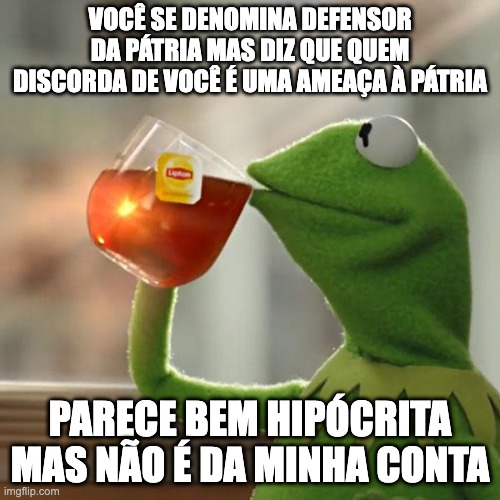 VOCÊ SE DENOMINA DEFENSOR
DA PÁTRIA MAS DIZ QUE QUEM
DISCORDA DE VOCÊ É UMA AMEAÇA À PÁTRIA
Lipton
PARECE BEM HIPÓCRITA
MAS NÃO É DA MINHA CONTA
imgflip.com